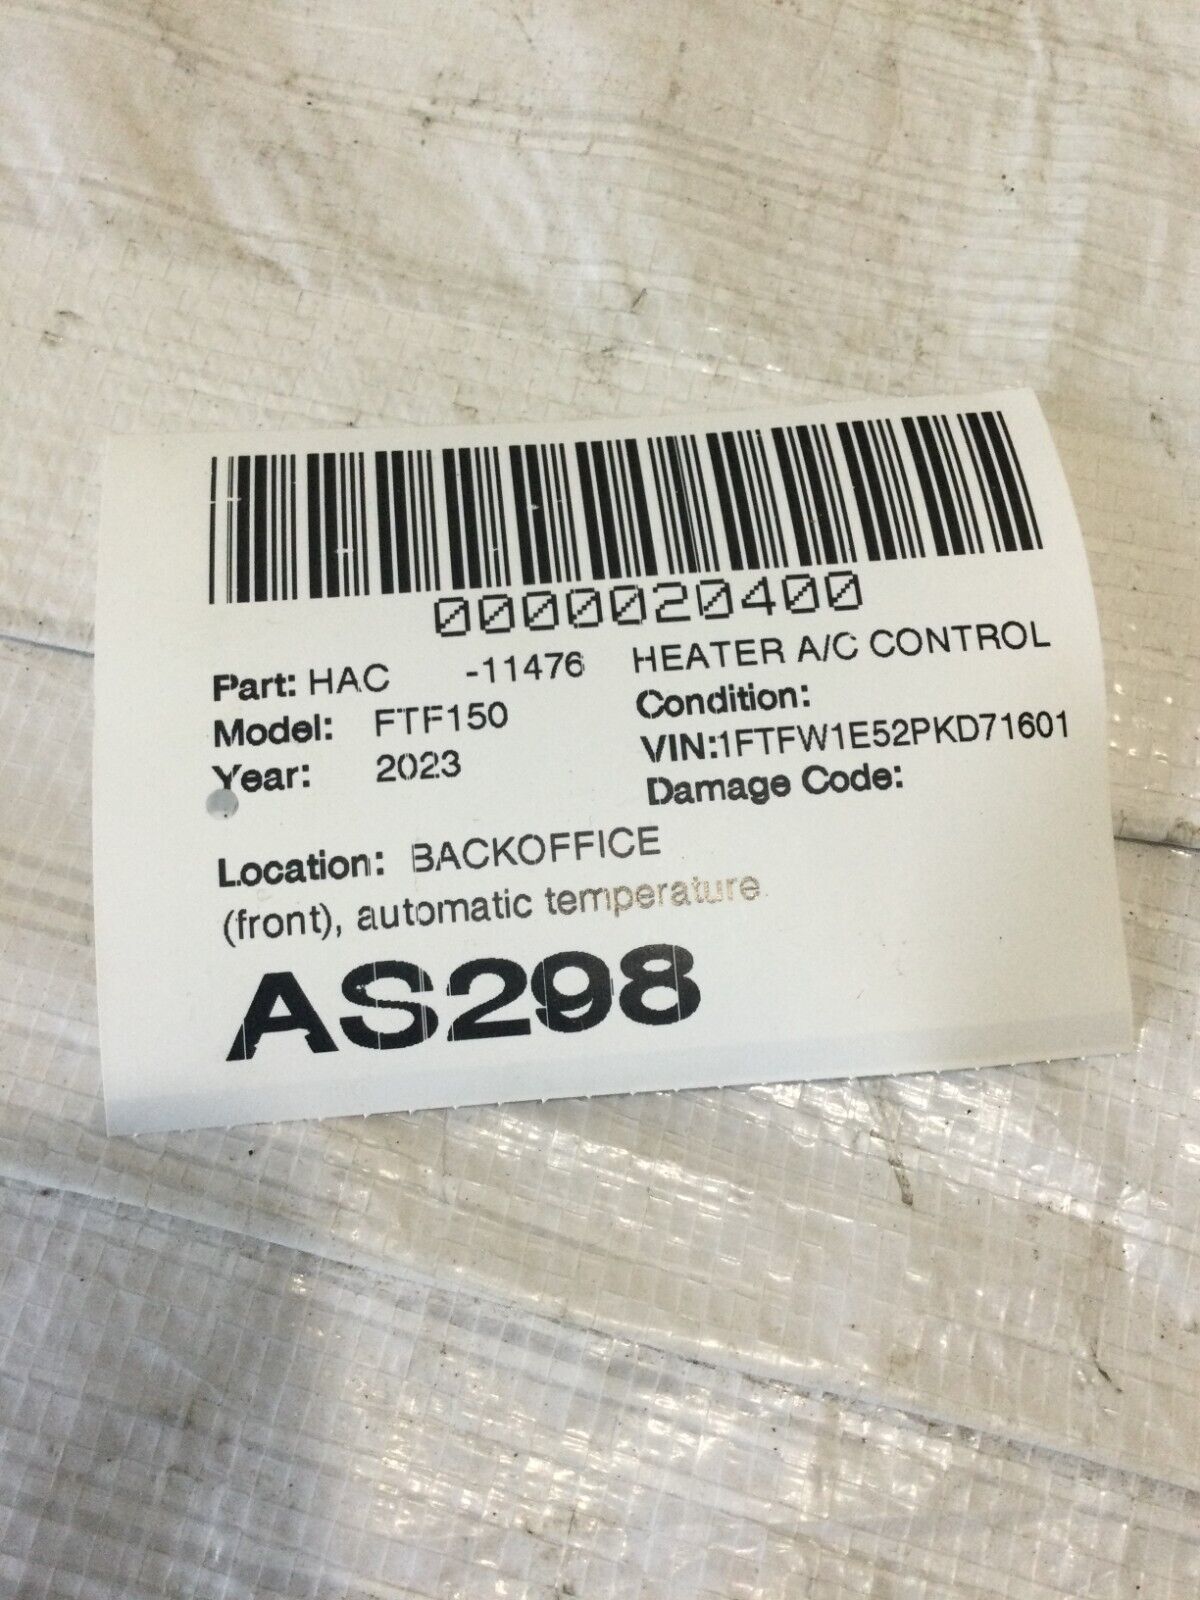 0000020400
Part: HAC -11476 HEATER A/C CONTROL
Model: FTF150 Condition:
Year: 2023 VIN:1FTFW1E52PKD71601
Damage Code:
Location: BACKOFFICE
(front), automatic temperature
AS298